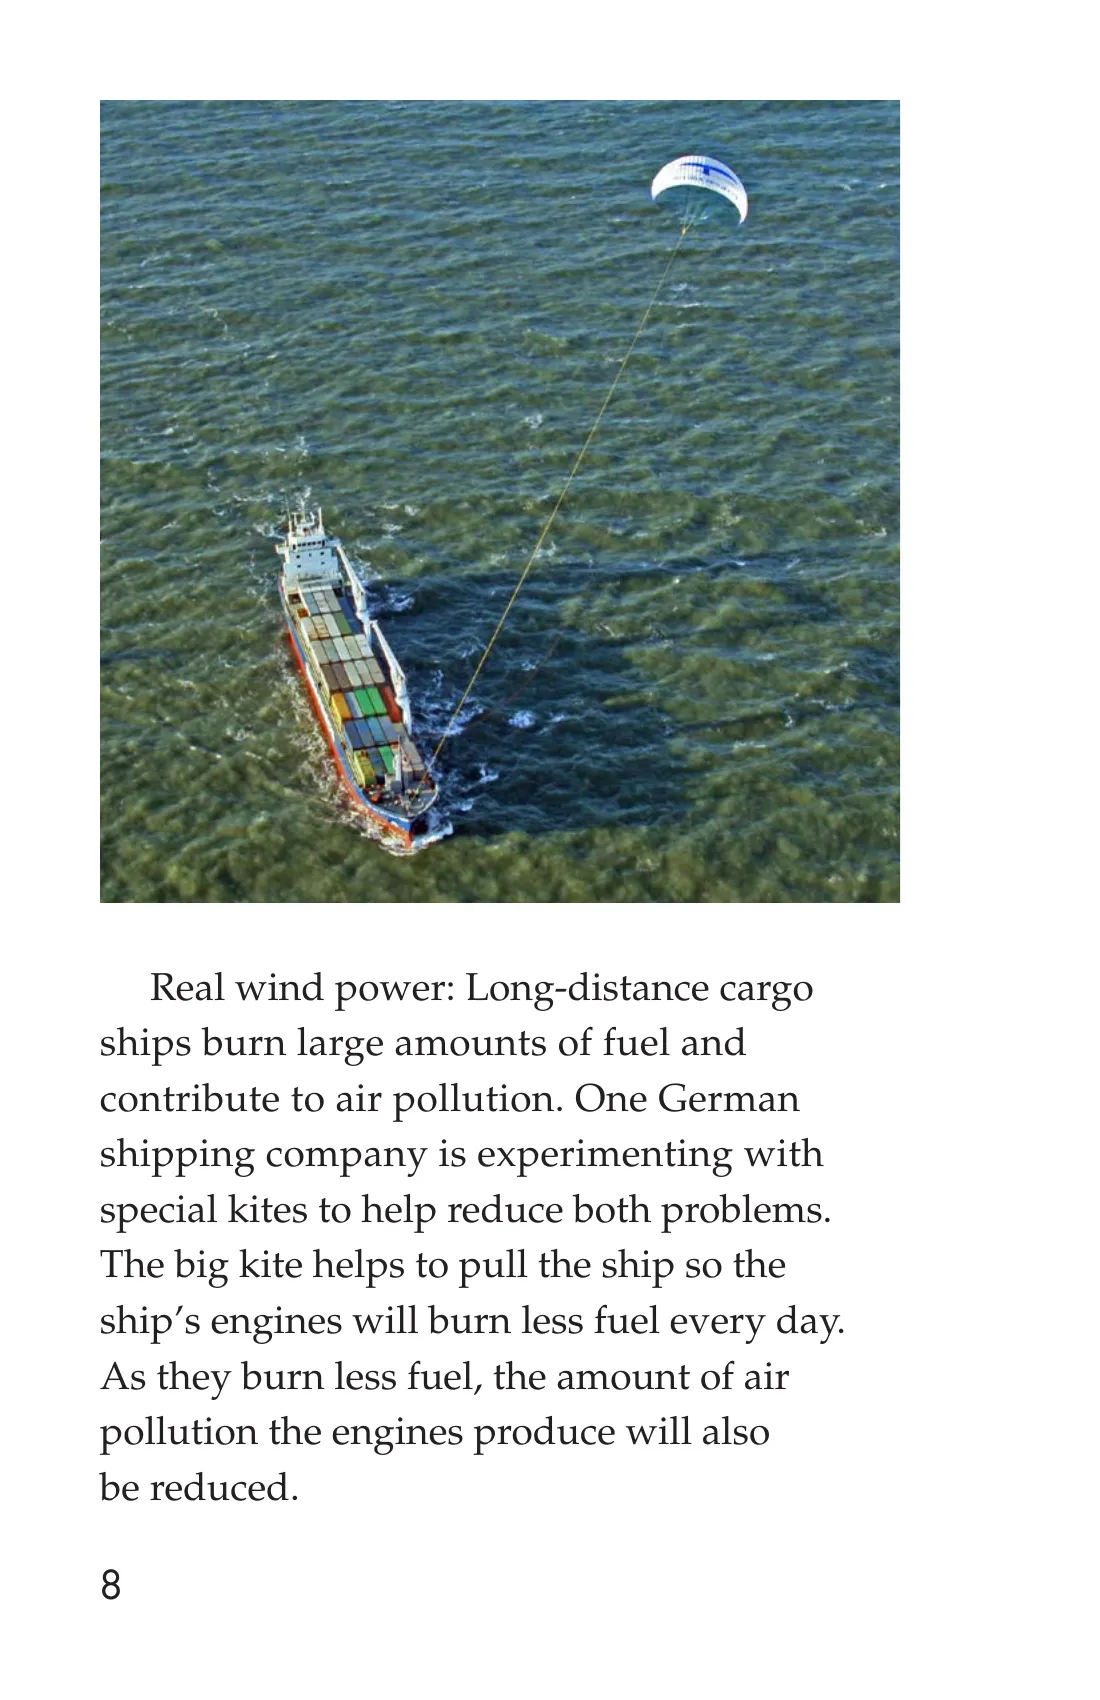 Real wind power: Long-distance cargo
ships burn large amounts of fuel and
contribute to air pollution. One German
shipping company is experimenting with
special kites to help reduce both problems.
The big kite helps to pull the ship so the
ship’s engines will burn less fuel every day.
As they burn less fuel, the amount of air
pollution the engines produce will also
be reduced.
8